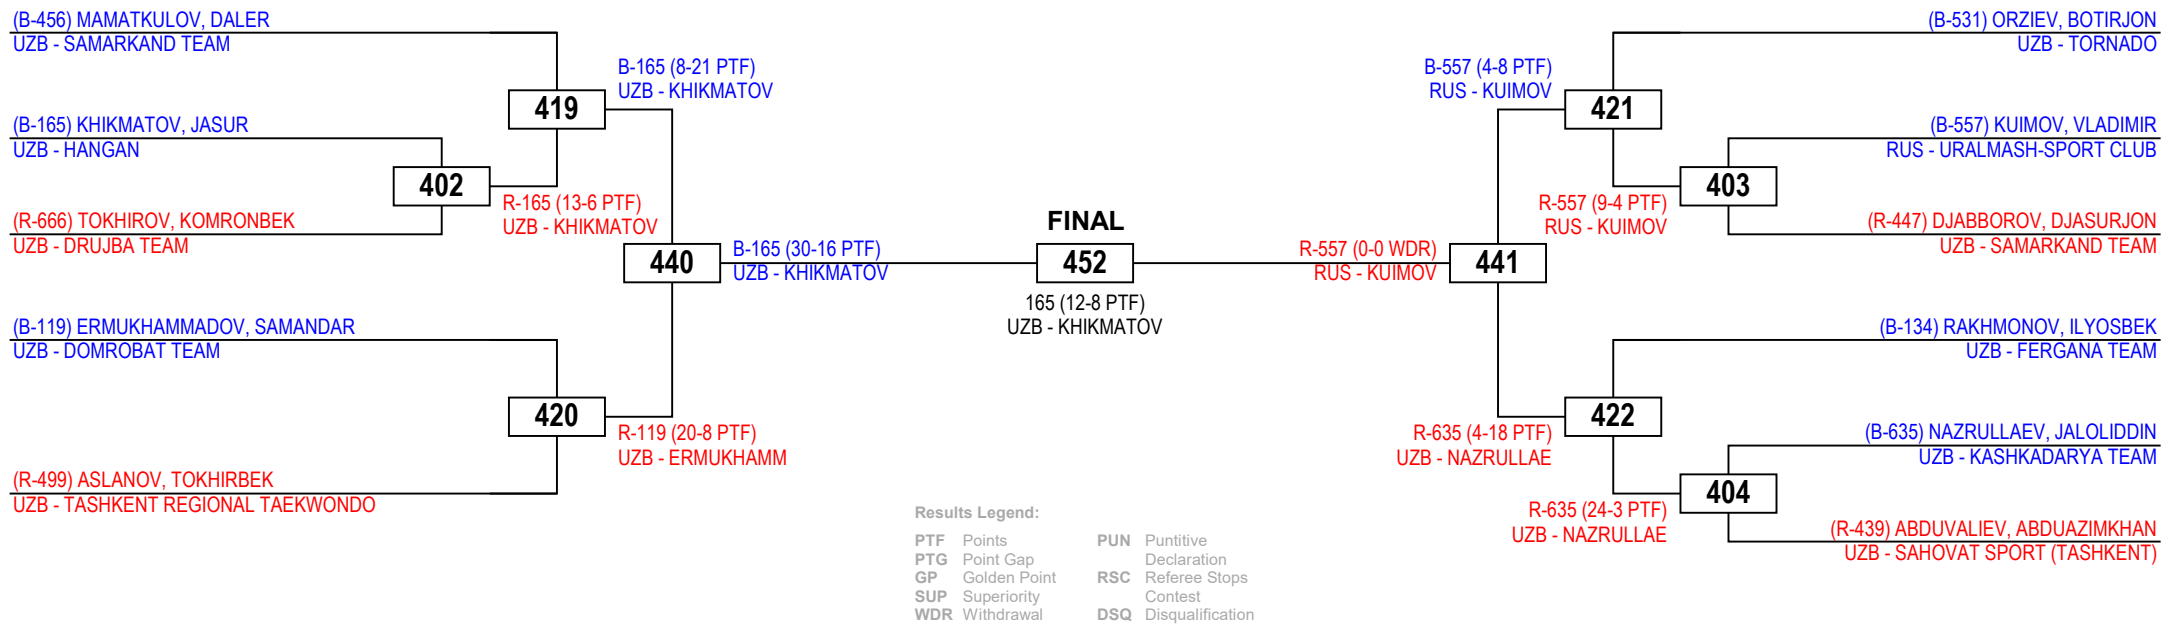 (B-456) MAMATKULOV, DALER
UZB - SAMARKAND TEAM
(B-165) KHIKMATOV, JASUR
UZB - HANGAN
(R-666) TOKHIROV, KOMRONBEK
UZB - DRUJBA TEAM
(B-119) ERMUKHAMMADOV, SAMANDAR
UZB - DOMROBAT TEAM
(R-499) ASLANOV, TOKHIRBEK
UZB - TASHKENT REGIONAL TAEKWONDO
402
R-165 (13-6 PTF)
UZB - KHIKMATOV
419
B-165 (8-21 PTF)
UZB - KHIKMATOV
420
R-119 (20-8 PTF)
UZB - ERMUKHAMM
440
B-165 (30-16 PTF)
UZB - KHIKMATOV
FINAL
452
165 (12-8 PTF)
UZB - KHIKMATOV
R-557 (0-0 WDR)
RUS - KUIMOV
441
B-557 (4-8 PTF)
RUS - KUIMOV
421
R-557 (9-4 PTF)
RUS - KUIMOV
403
R-635 (4-18 PTF)
UZB - NAZRULLAE
422
R-635 (24-3 PTF)
UZB - NAZRULLAE
404
(B-531) ORZIEV, BOTIRJON
UZB - TORNADO
(B-557) KUIMOV, VLADIMIR
RUS - URALMASH-SPORT CLUB
(R-447) DJABBOROV, DJASURJON
UZB - SAMARKAND TEAM
(B-134) RAKHMONOV, ILYOSBEK
UZB - FERGANA TEAM
(B-635) NAZRULLAEV, JALOLIDDIN
UZB - KASHKADARYA TEAM
(R-439) ABDUVALIEV, ABDUAZIMKHAN
UZB - SAHOVAT SPORT (TASHKENT)
Results Legend:
PTF Points
PTG Point Gap
GP Golden Point
SUP Superiority
WDR Withdrawal
PUN Puntitive
Declaration
RSC Referee Stops
Contest
DSQ Disqualification